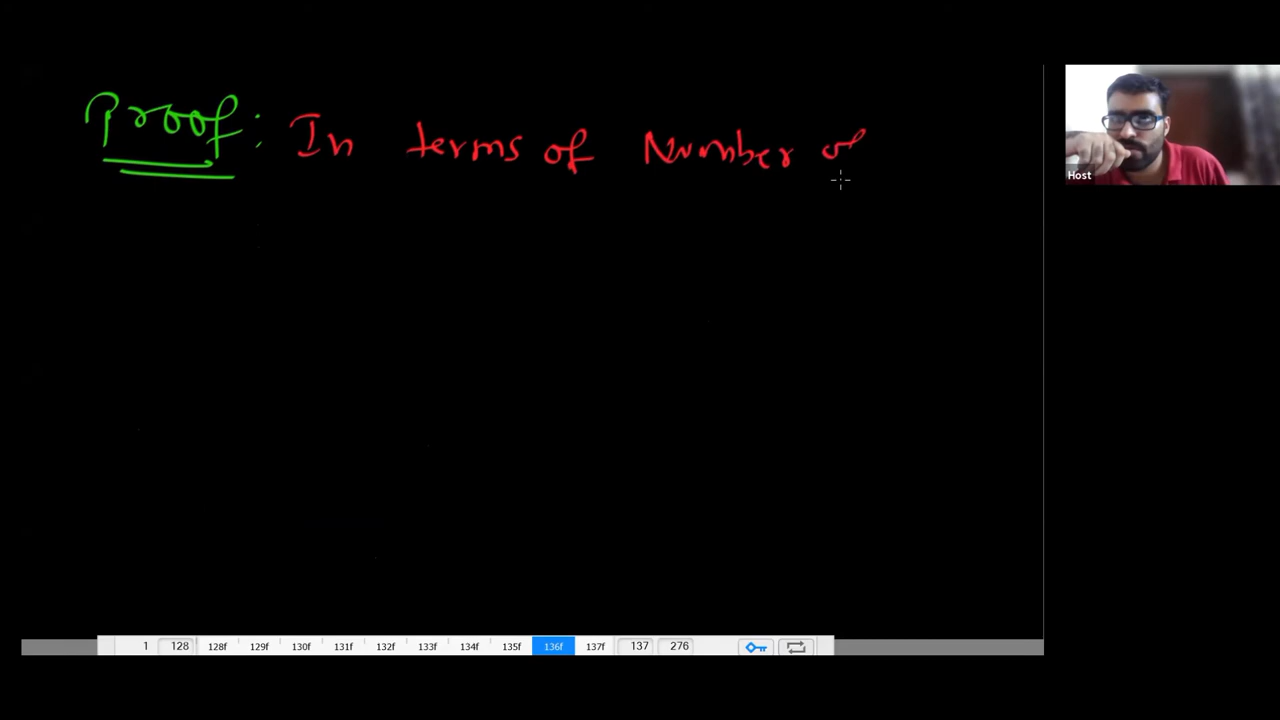 Proof: In terms of Number of
Host
1 128 128f 129f 130f 131f 132f 133f 134f 135f 136f 137f 137 276